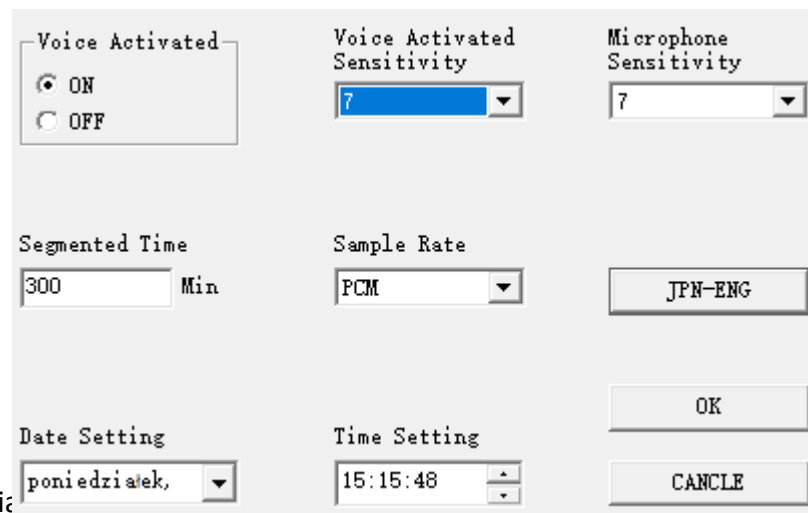 Voice Activated
ON
OFF
Voice Activated
Sensitivity
7
Microphone
Sensitivity
7
Segmented Time
300 Min
Sample Rate
PCM
JPN-ENG
OK
Date Setting
poniedziałek,
Time Setting
15:15:48
CANCLE